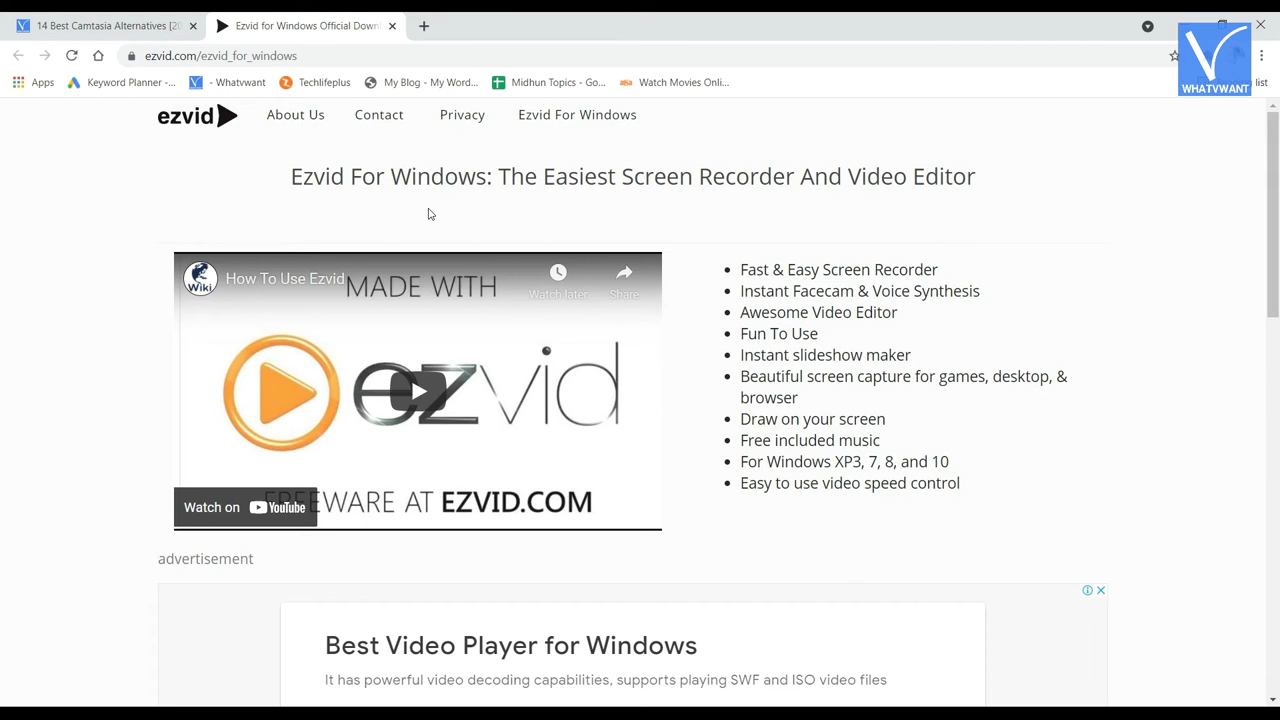 14 Best Camtasia Alternatives [20
Ezvid for Windows Official Down
ezvid.com/ezvid_for_windows
Apps
Keyword Planner -...
- Whatvwant
Techlifeplus
My Blog - My Word...
Midhun Topics - Go...
Watch Movies Onli...
list
WHATVWANT
ezvid
About Us
Contact
Privacy
Ezvid For Windows
Ezvid For Windows: The Easiest Screen Recorder And Video Editor
Wiki
How To Use Ezvid
MADE WITH
Watch later
Share
ezvid
Watch on YouTube
FREEWARE AT EZVID.COM
Fast & Easy Screen Recorder
Instant Facecam & Voice Synthesis
Awesome Video Editor
Fun To Use
Instant slideshow maker
Beautiful screen capture for games, desktop, &
browser
Draw on your screen
Free included music
For Windows XP3, 7, 8, and 10
Easy to use video speed control
advertisement
Best Video Player for Windows
It has powerful video decoding capabilities, supports playing SWF and ISO video files